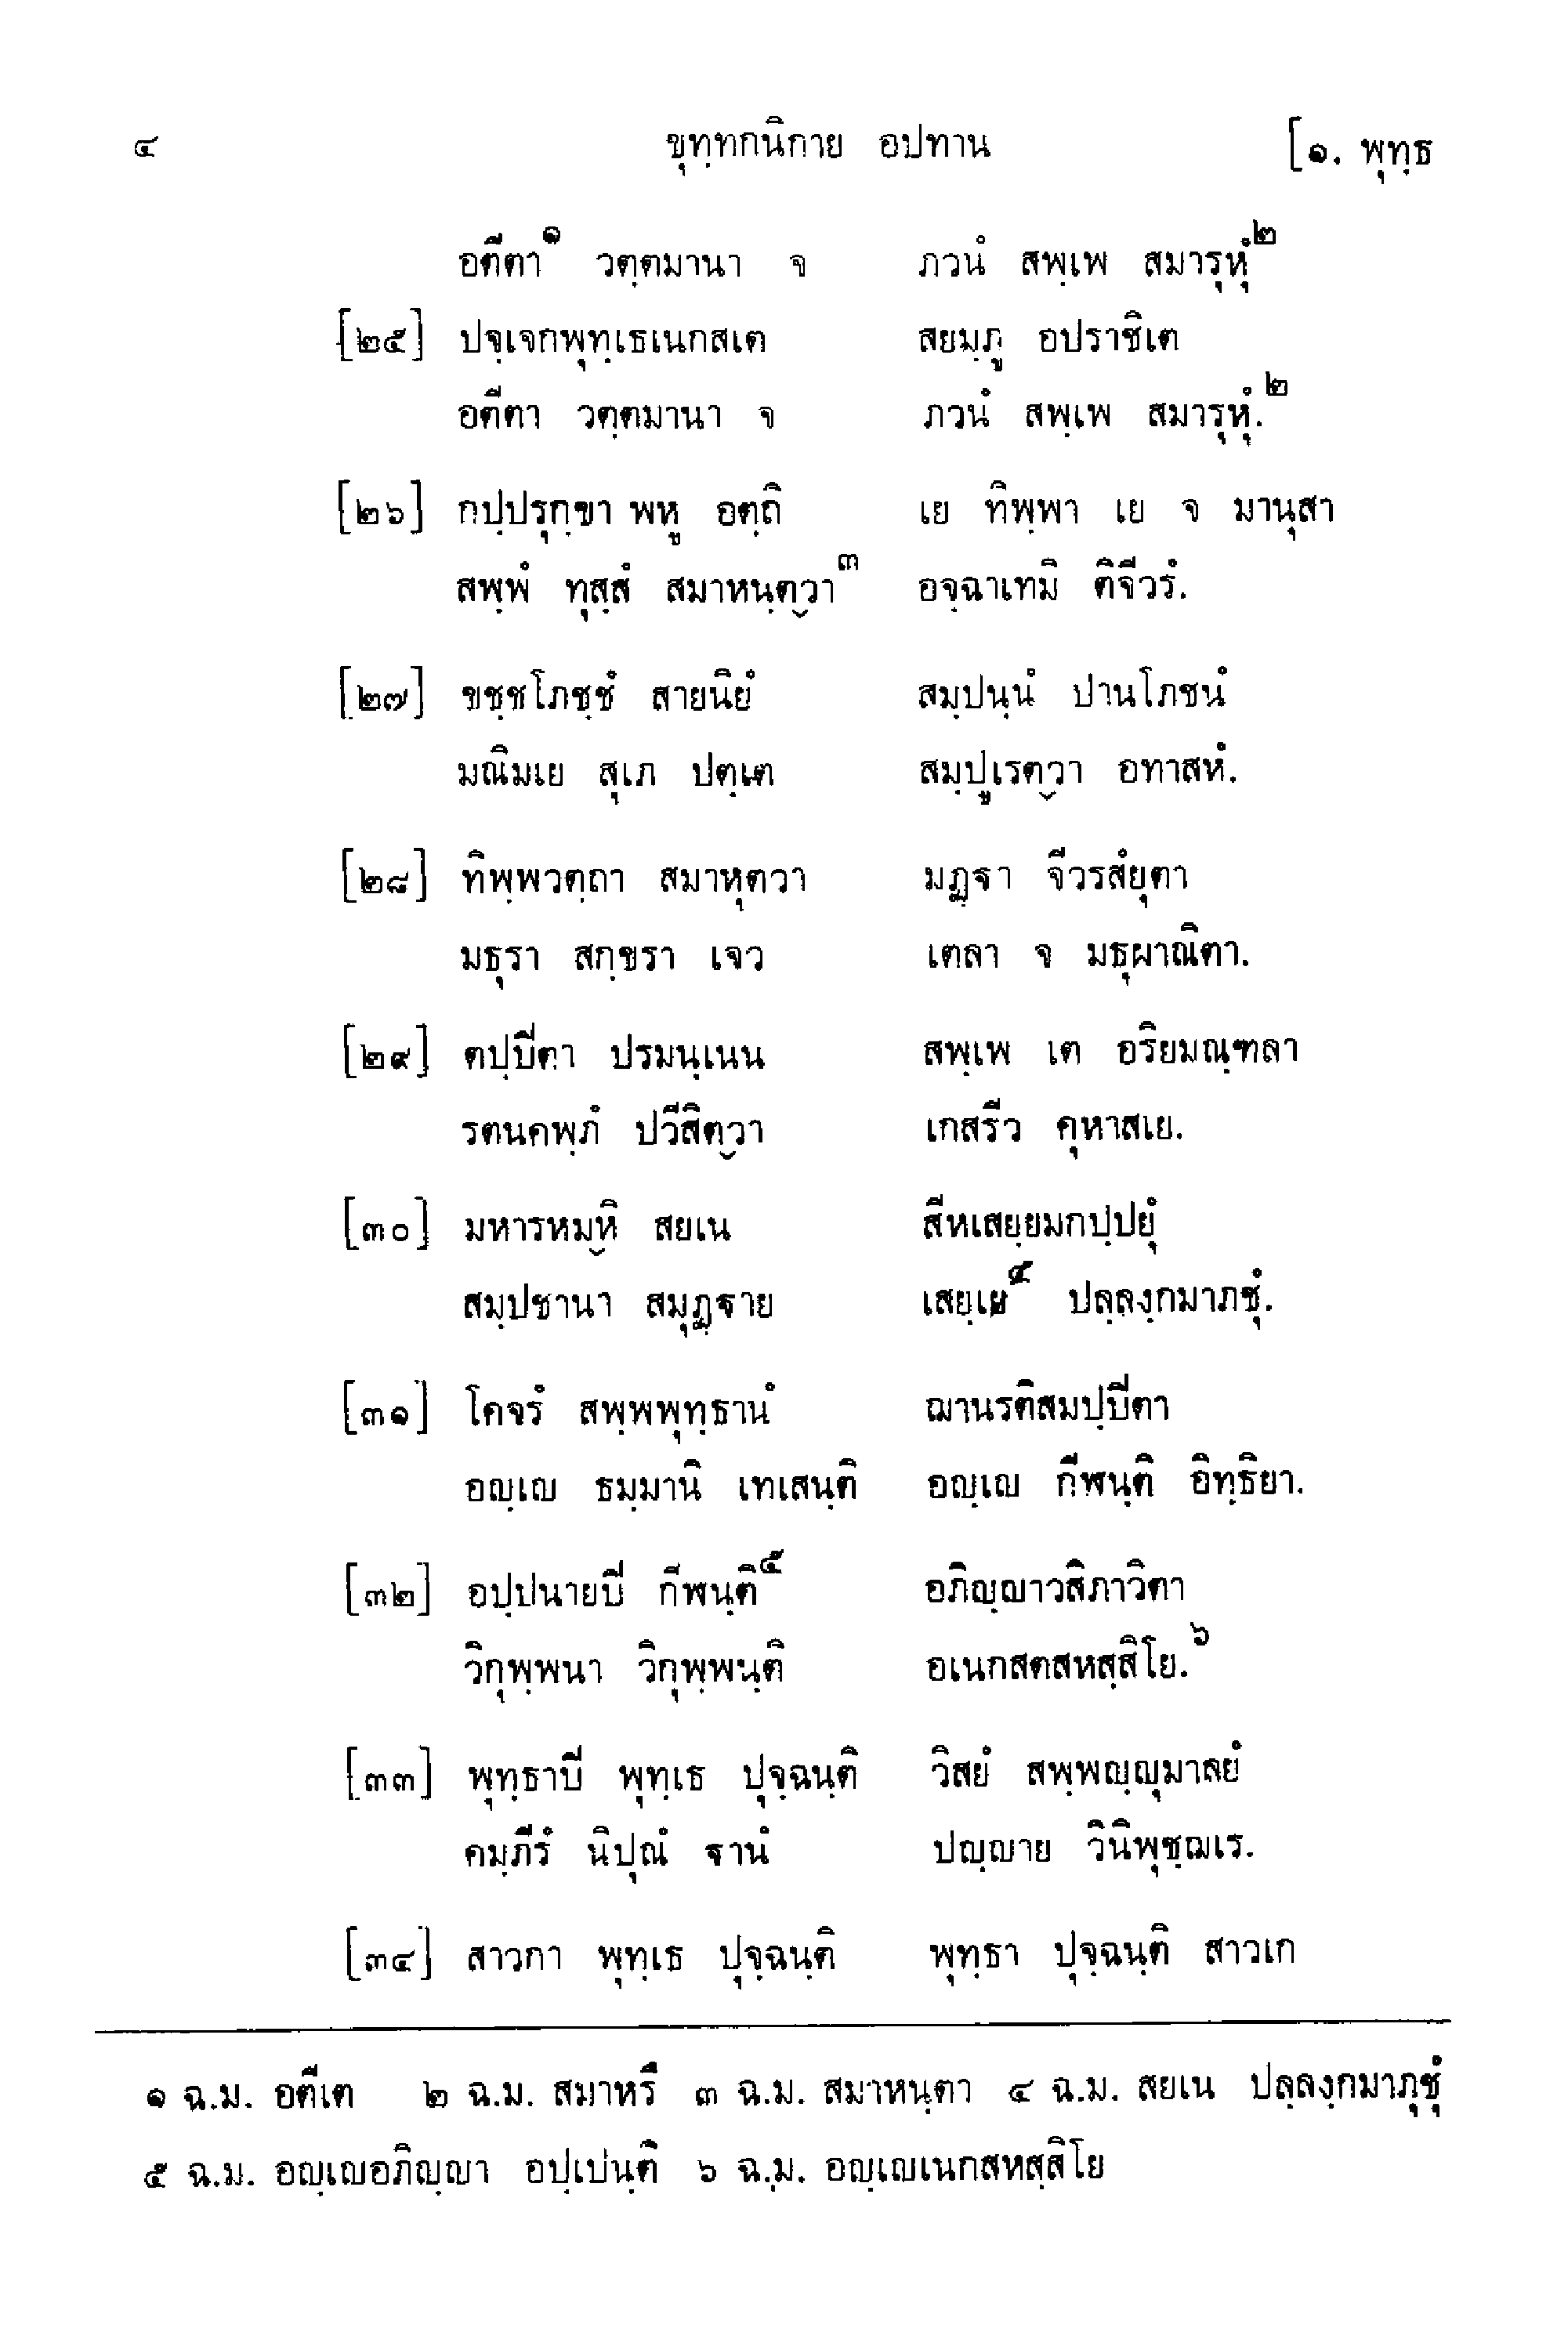 ๔ ขุทฺทกนิกาย อปทาน [๑. พุทฺธ
อตีตา๑ วตฺตมานา จ ภวนํ สพฺเพ สมารุหุํ๒
[๒๕] ปจฺเจกพุทฺเธเนกสเต สยมฺภู อปราชิเต
อตีตา วตฺตมานา จ ภวนํ สพฺเพ สมารุหุํ.๒
[๒๖] กปฺปรุกฺขา พหู อตฺถิ เย ทิพฺพา เย จ มานุสา
สพฺพํ ทุสฺสํ สมาหนฺตฺวา๓ อจฺฉาเทมิ ติจีวรํ.
[๒๗] ขชฺชโภชฺชํ สายนิยํ สมฺปนฺนํ ปานโภชนํ
มณิมเย สุเภ ปตฺเต สมฺปูเรตฺวา อทาสหํ.
[๒๘] ทิพฺพวตฺถา สมาหุตวา มฏฺฐา จีวรสํยุตา
มธุรา สกฺขรา เจว เตลา จ มธุผาณิตา.
[๒๙] ตปฺปีตา ปรมนฺเนน สพฺเพ เต อริยมณฺฑลา
รตนคพฺภํ ปวีสิตฺวา เกสรีว คุหาสเย.
[๓๐] มหารหมฺหิ สยเน สีหเสยฺยมกปฺปยุํ
สมฺปชานา สมุฏฺฐาย เสยฺเย๔ ปลฺลงฺกมาภชุํ.
[๓๑] โคจรํ สพฺพพุทฺธานํ ฌานรติสมปฺปีตา
อญฺเญ ธมฺมานิ เทเสนฺติ อญฺเญ กีฬนฺติ อิทฺธิยา.
[๓๒] อปฺปนายปี กีฬนฺติ๕ อภิญฺญาวสิภาวิตา
วิกุพฺพนา วิกุพฺพนฺติ อเนกสตสหสฺสิโย.๖
[๓๓] พุทฺธาปี พุทฺเธ ปุจฺฉนฺติ วิสยํ สพฺพญฺญุมาลยํ
คมฺภีรํ นิปุณํ ฐานํ ปญฺญาย วินิพุชฺฌเร.
[๓๔] สาวกา พุทฺเธ ปุจฺฉนฺติ พุทฺธา ปุจฺฉนฺติ สาวเก
๑ ฉ.ม. อตีเต ๒ ฉ.ม. สมาหรึ ๓ ฉ.ม. สมาหนฺตา ๔ ฉ.ม. สยเน ปลฺลงฺกมาภุชุํ
๕ ฉ.ม. อญฺเญอภิญฺญา อปฺเปนฺติ ๖ ฉ.ม. อญฺเญเนกสหสฺสิโย